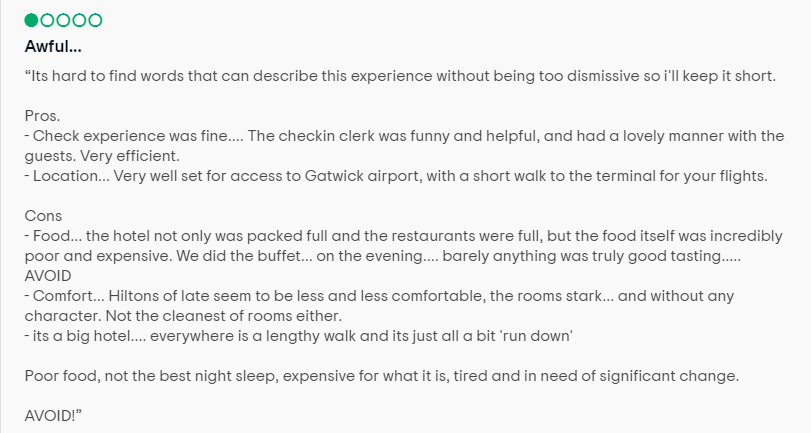 Awful...
“Its hard to find words that can describe this experience without being too dismissive so i'll keep it short.
Pros.
- Check experience was fine.... The checkin clerk was funny and helpful, and had a lovely manner with the
guests. Very efficient.
- Location... Very well set for access to Gatwick airport, with a short walk to the terminal for your flights.
Cons
- Food... the hotel not only was packed full and the restaurants were full, but the food itself was incredibly
poor and expensive. We did the buffet... on the evening.... barely anything was truly good tasting.....
AVOID
- Comfort... Hiltons of late seem to be less and less comfortable, the rooms stark... and without any
character. Not the cleanest of rooms either.
- its a big hotel.... everywhere is a lengthy walk and its just all a bit 'run down'
Poor food, not the best night sleep, expensive for what it is, tired and in need of significant change.
AVOID!”